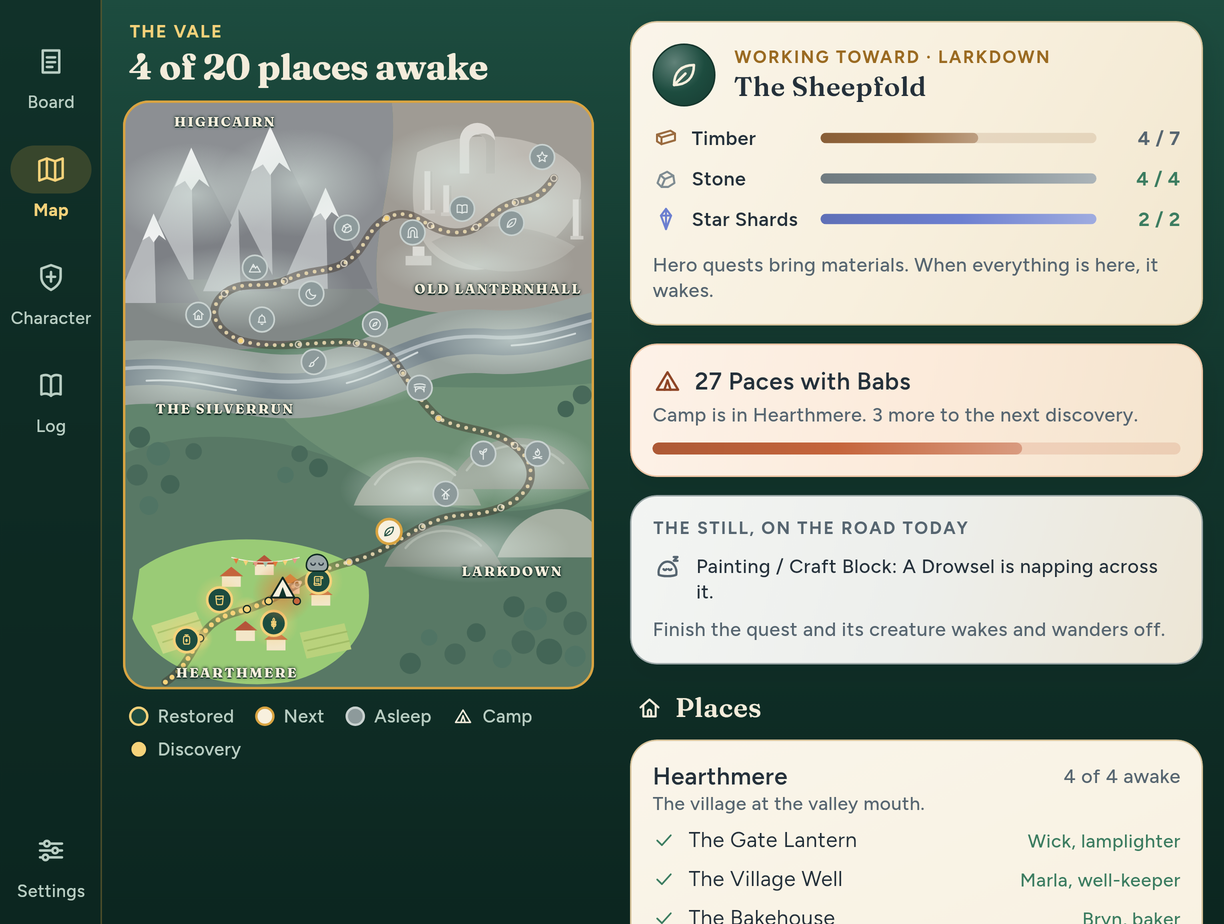 Board
Map
Character
Log
Settings
THE VALE
4 of 20 places awake
HIGHCAIRN
OLD LANTERNHALL
THE SILVERRUN
LARKDOWN
HEARTHMERE
Restored
Next
Asleep
Camp
Discovery
WORKING TOWARD · LARKDOWN
The Sheepfold
Timber 4 / 7
Stone 4 / 4
Star Shards 2 / 2
Hero quests bring materials. When everything is here, it
wakes.
27 Paces with Babs
Camp is in Hearthmere. 3 more to the next discovery.
THE STILL, ON THE ROAD TODAY
Painting / Craft Block: A Drowsel is napping across
it.
Finish the quest and its creature wakes and wanders off.
Places
Hearthmere 4 of 4 awake
The village at the valley mouth.
The Gate Lantern Wick, lamplighter
The Village Well Marla, well-keeper
The Bakehouse Bryn, baker